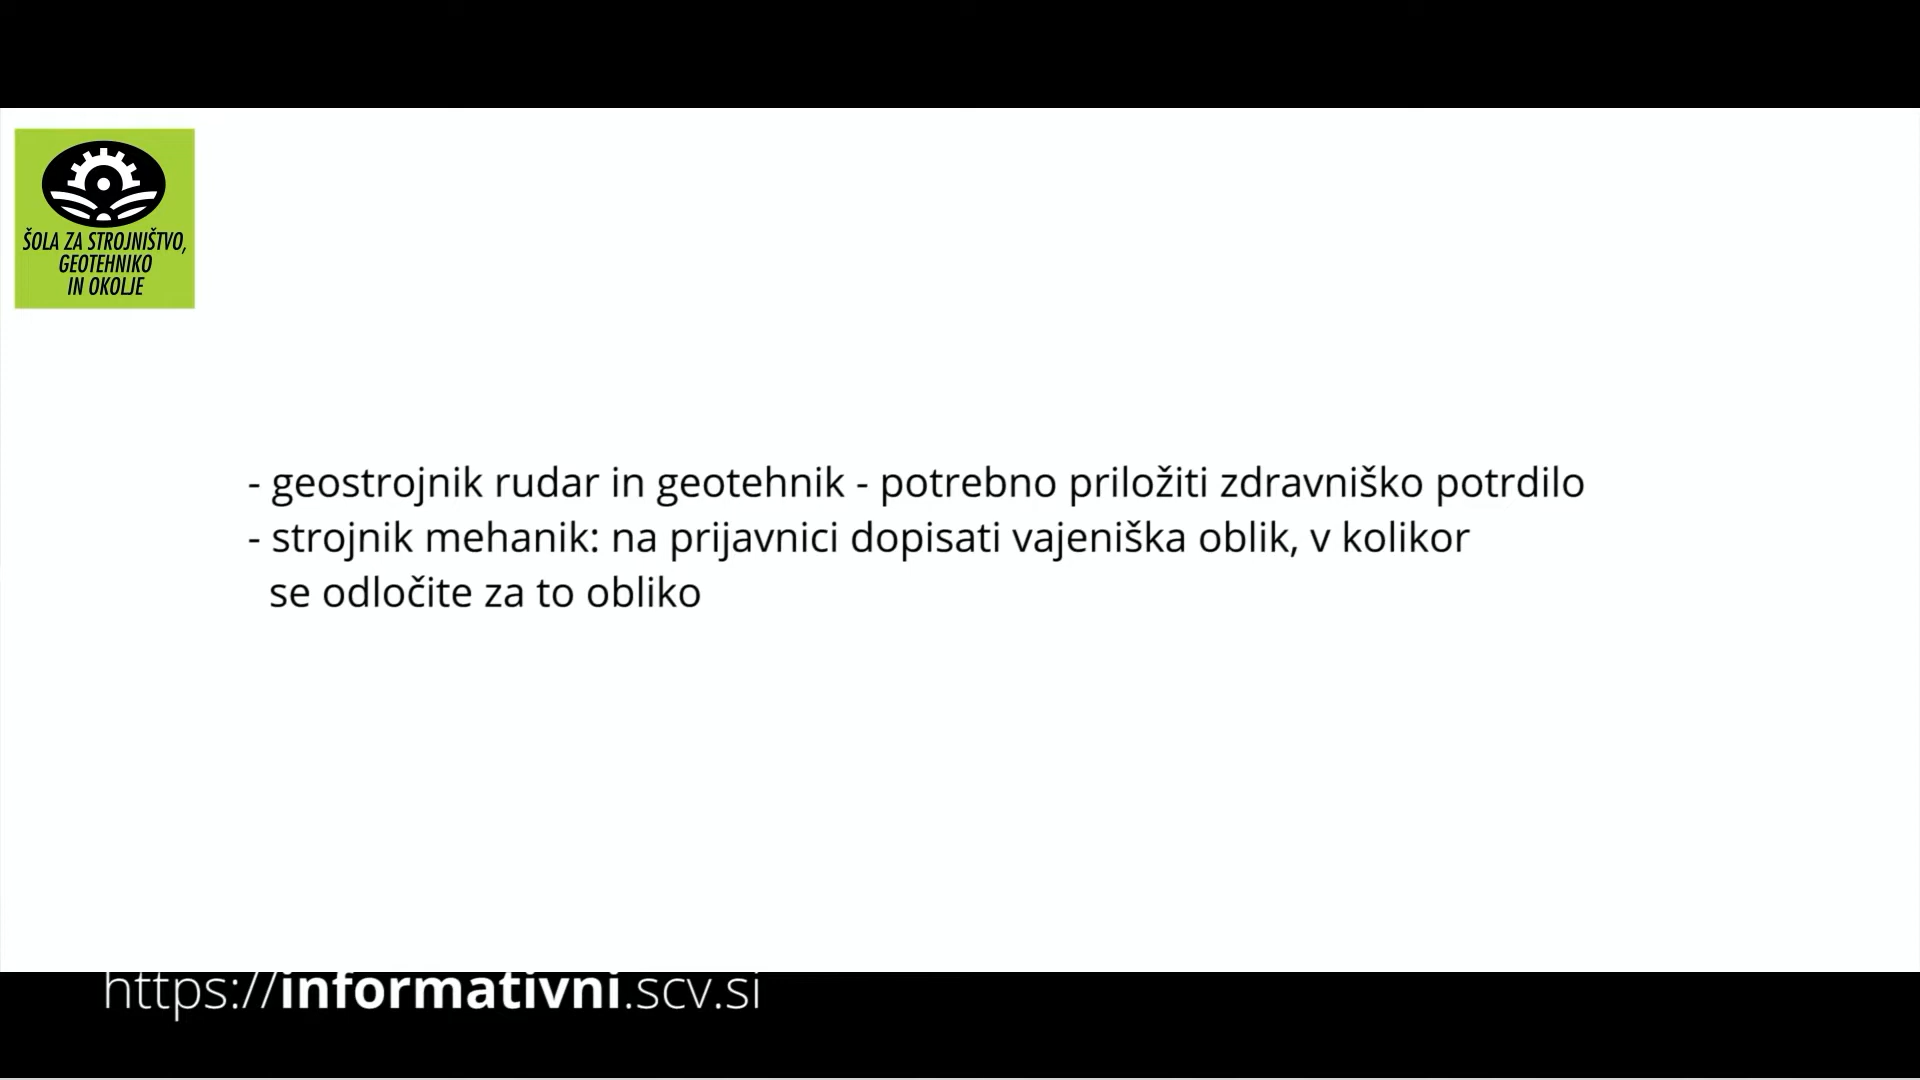 ŠOLA ZA STROJNIŠTVO,
GEOTEHNIKO
IN OKOLJE
- geostrojnik rudar in geotehnik - potrebno priložiti zdravniško potrdilo
- strojnik mehanik: na prijavnici dopisati vajeniška oblik, v kolikor
se odločite za to obliko
https://informativni.scv.si